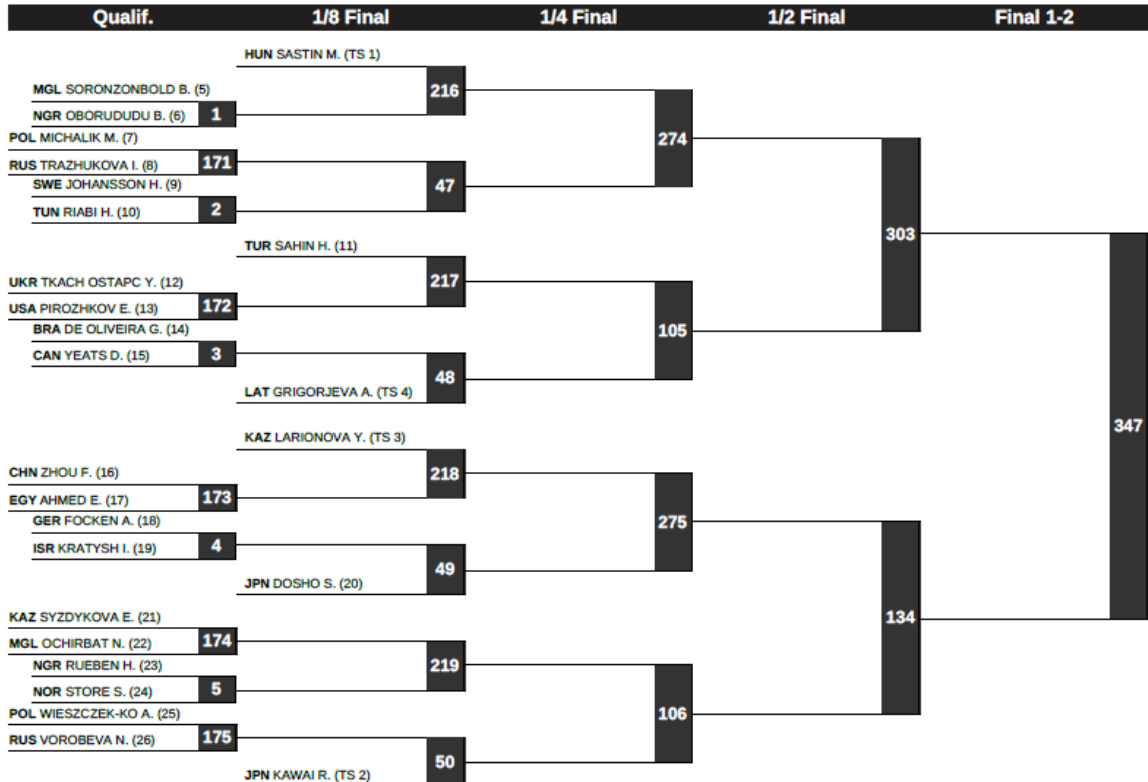 Qualif. 1/8 Final 1/4 Final 1/2 Final Final 1-2
HUN SASTIN M. (TS 1)
MGL SORONZONBOLD B. (5)
216
NGR OBORUDUDU B. (6) 1
POL MICHALIK M. (7)
274
RUS TRAZHUKOVA I. (8) 171
SWE JOHANSSON H. (9)
47
TUN RIABI H. (10) 2
303
TUR SAHIN H. (11)
UKR TKACH OSTAPC Y. (12)
217
USA PIROZHKOV E. (13) 172
BRA DE OLIVEIRA G. (14)
105
CAN YEATS D. (15) 3
48
LAT GRIGORJEVA A. (TS 4)
347
KAZ LARIONOVA Y. (TS 3)
CHN ZHOU F. (16)
218
EGY AHMED E. (17) 173
GER FOCKEN A. (18)
275
ISR KRATYSH I. (19) 4
49
JPN DOSHO S. (20)
KAZ SYZDYKOVA E. (21)
134
MGL OCHIRBAT N. (22) 174
NGR RUEBEN H. (23)
219
NOR STORE S. (24) 5
POL WIESZCZEK-KO A. (25)
106
RUS VOROBEVA N. (26) 175
50
JPN KAWAI R. (TS 2)